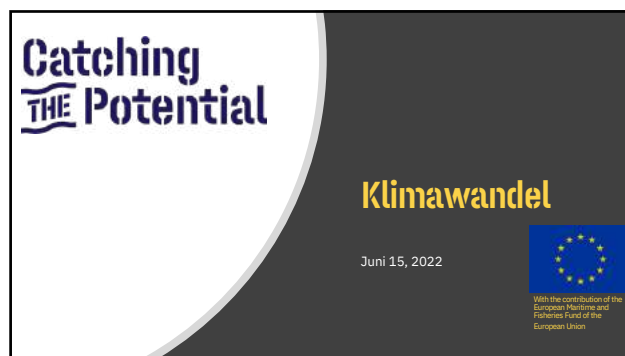 Catching
THE Potential
Klimawandel
Juni 15, 2022
With the contribution of the
European Maritime and
Fisheries Fund of the
European Union